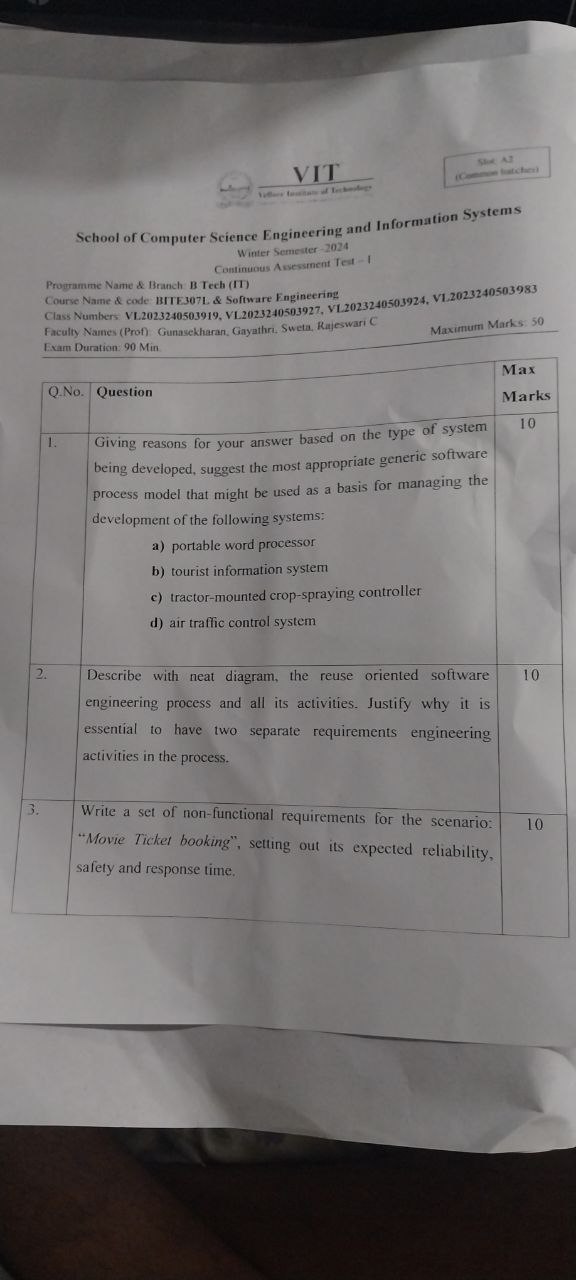 Slot: A2
(Common batches)
VIT
Vellore Institute of Technology
School of Computer Science Engineering and Information Systems
Winter Semester -2024
Continuous Assessment Test – I
Programme Name & Branch: B Tech (IT)
Course Name & code: BITE307L & Software Engineering
Class Numbers: VL2023240503919, VL2023240503927, VL2023240503924, VL2023240503983
Faculty Names (Prof): Gunasekharan, Gayathri, Sweta, Rajeswari C
Exam Duration: 90 Min.
Maximum Marks: 50
Q.No. Question
Max
Marks
1. Giving reasons for your answer based on the type of system 10
being developed, suggest the most appropriate generic software
process model that might be used as a basis for managing the
development of the following systems:
a) portable word processor
b) tourist information system
c) tractor-mounted crop-spraying controller
d) air traffic control system
2. Describe with neat diagram, the reuse oriented software 10
engineering process and all its activities. Justify why it is
essential to have two separate requirements engineering
activities in the process.
3. Write a set of non-functional requirements for the scenario: 10
“Movie Ticket booking”, setting out its expected reliability,
safety and response time.